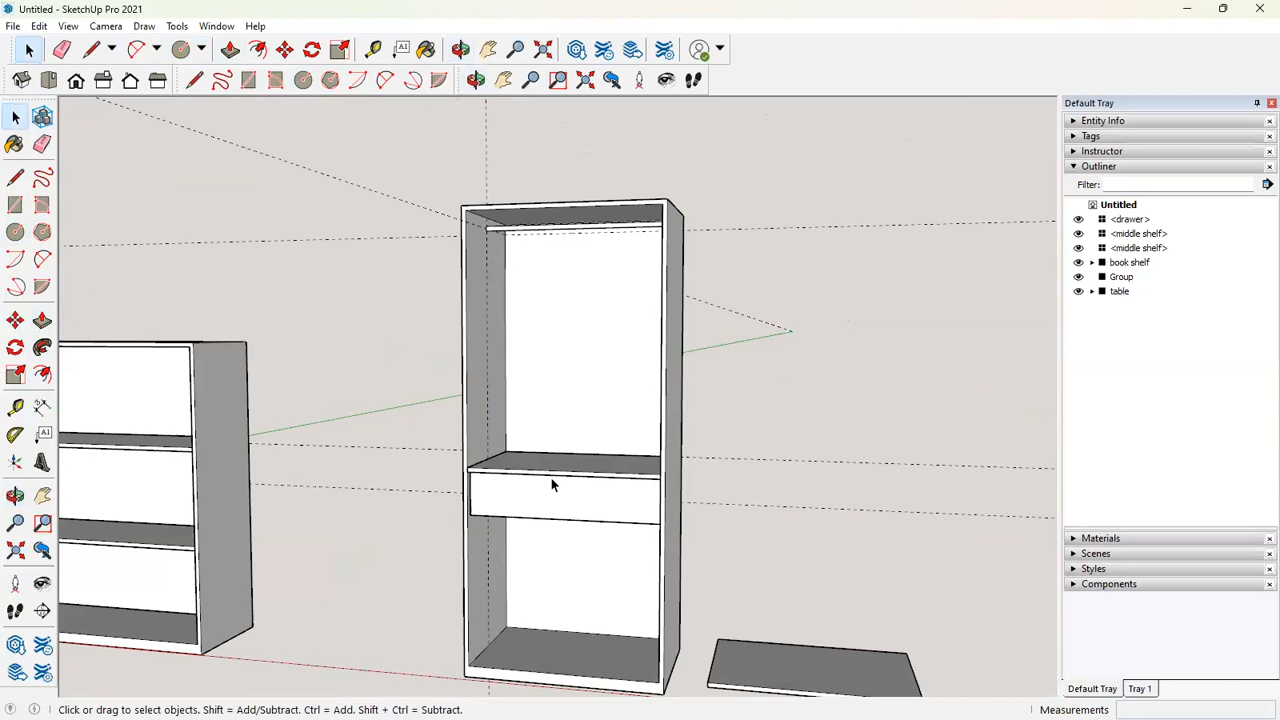 Untitled - SketchUp Pro 2021
File Edit View Camera Draw Tools Window Help
A1
Default Tray
Entity Info
Tags
Instructor
Outliner
Filter:
Untitled
<drawer>
<middle shelf>
<middle shelf>
book shelf
Group
table
A1
Materials
Scenes
Styles
Components
Default Tray Tray 1
Click or drag to select objects. Shift = Add/Subtract. Ctrl = Add. Shift + Ctrl = Subtract. Measurements